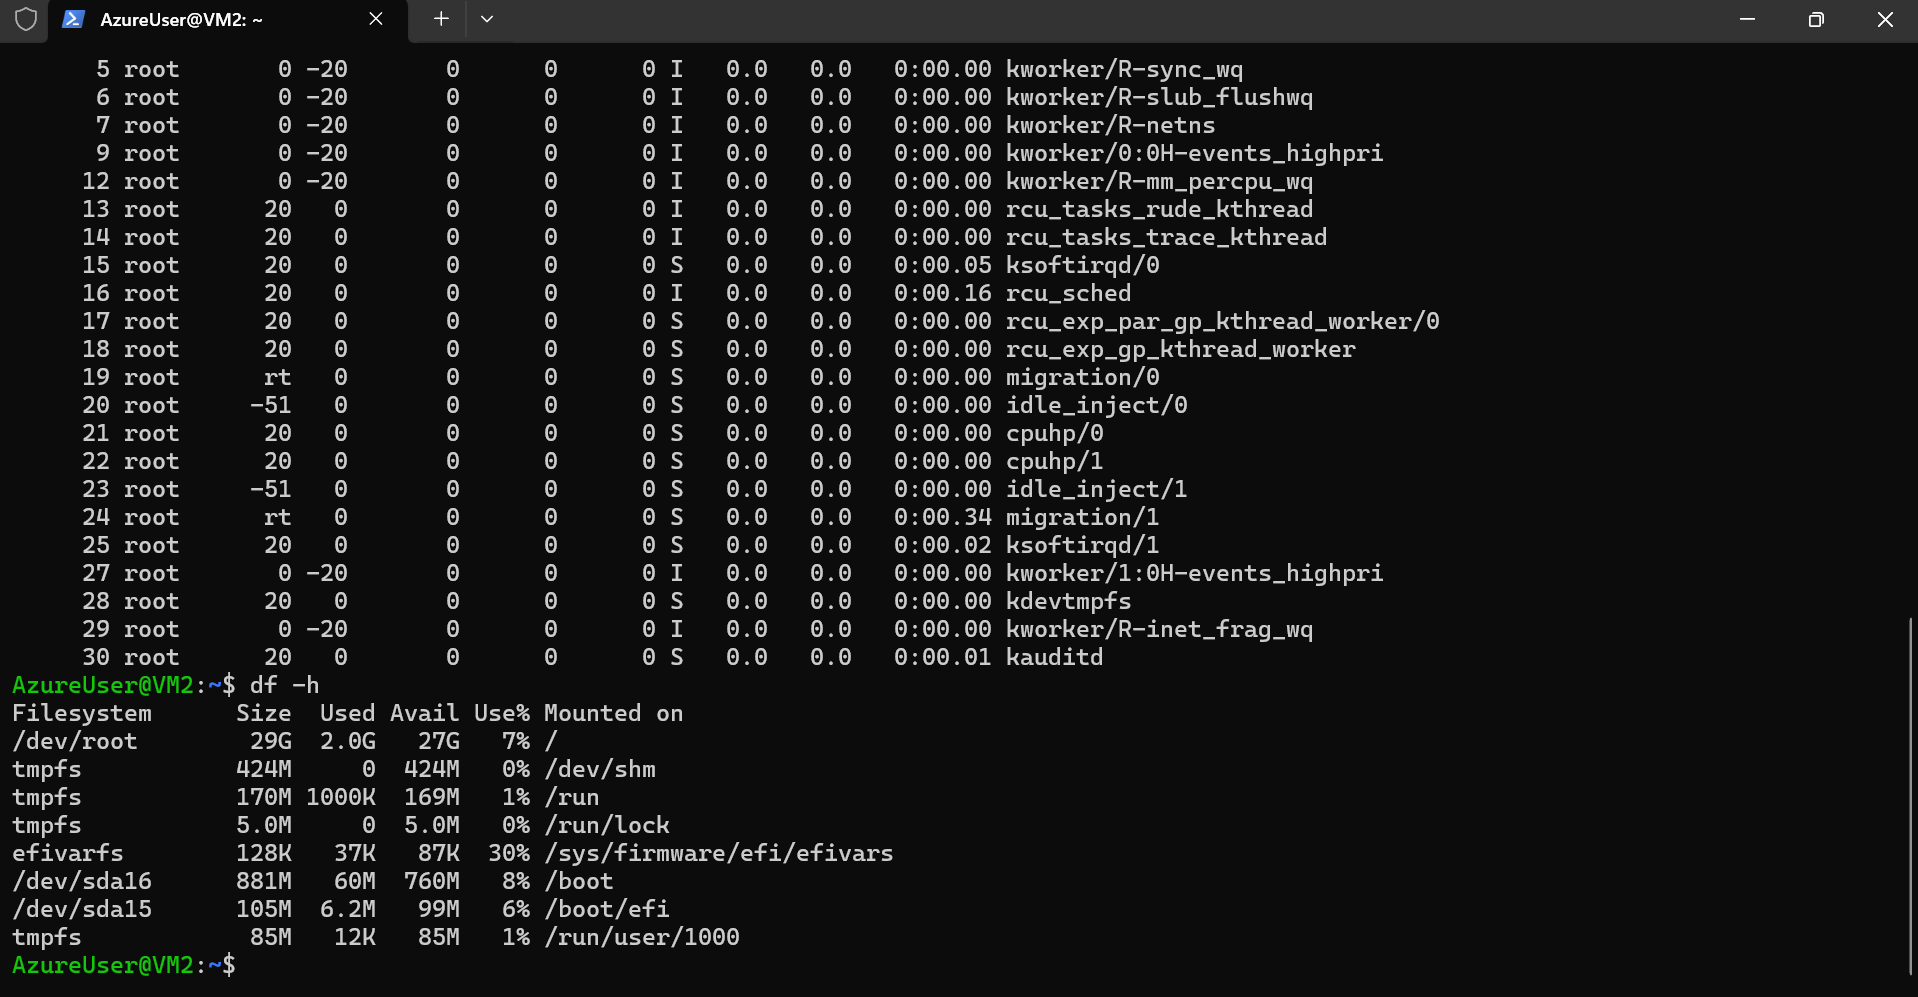 AzureUser@VM2: ~
5 root 0 -20 0 0 0 I 0.0 0.0 0:00.00 kworker/R-sync_wq
6 root 0 -20 0 0 0 I 0.0 0.0 0:00.00 kworker/R-slub_flushwq
7 root 0 -20 0 0 0 I 0.0 0.0 0:00.00 kworker/R-netns
9 root 0 -20 0 0 0 I 0.0 0.0 0:00.00 kworker/0:0H-events_highpri
12 root 0 -20 0 0 0 I 0.0 0.0 0:00.00 kworker/R-mm_percpu_wq
13 root 20 0 0 0 0 I 0.0 0.0 0:00.00 rcu_tasks_rude_kthread
14 root 20 0 0 0 0 I 0.0 0.0 0:00.00 rcu_tasks_trace_kthread
15 root 20 0 0 0 0 S 0.0 0.0 0:00.05 ksoftirqd/0
16 root 20 0 0 0 0 I 0.0 0.0 0:00.16 rcu_sched
17 root 20 0 0 0 0 S 0.0 0.0 0:00.00 rcu_exp_par_gp_kthread_worker/0
18 root 20 0 0 0 0 S 0.0 0.0 0:00.00 rcu_exp_gp_kthread_worker
19 root rt 0 0 0 0 S 0.0 0.0 0:00.00 migration/0
20 root -51 0 0 0 0 S 0.0 0.0 0:00.00 idle_inject/0
21 root 20 0 0 0 0 S 0.0 0.0 0:00.00 cpuhp/0
22 root 20 0 0 0 0 S 0.0 0.0 0:00.00 cpuhp/1
23 root -51 0 0 0 0 S 0.0 0.0 0:00.00 idle_inject/1
24 root rt 0 0 0 0 S 0.0 0.0 0:00.34 migration/1
25 root 20 0 0 0 0 S 0.0 0.0 0:00.02 ksoftirqd/1
27 root 0 -20 0 0 0 I 0.0 0.0 0:00.00 kworker/1:0H-events_highpri
28 root 20 0 0 0 0 S 0.0 0.0 0:00.00 kdevtmpfs
29 root 0 -20 0 0 0 I 0.0 0.0 0:00.00 kworker/R-inet_frag_wq
30 root 20 0 0 0 0 S 0.0 0.0 0:00.01 kauditd
AzureUser@VM2:~$ df -h
Filesystem Size Used Avail Use% Mounted on
/dev/root 29G 2.0G 27G 7% /
tmpfs 424M 0 424M 0% /dev/shm
tmpfs 170M 1000K 169M 1% /run
tmpfs 5.0M 0 5.0M 0% /run/lock
efivarfs 128K 37K 87K 30% /sys/firmware/efi/efivars
/dev/sda16 881M 60M 760M 8% /boot
/dev/sda15 105M 6.2M 99M 6% /boot/efi
tmpfs 85M 12K 85M 1% /run/user/1000
AzureUser@VM2:~$